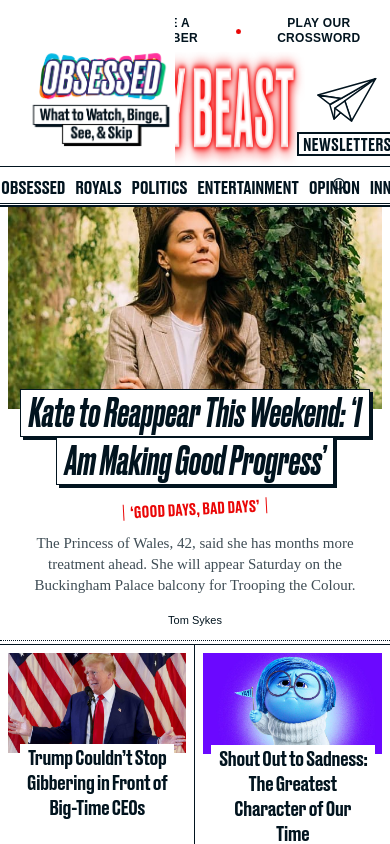 E A
BER
PLAY OUR
CROSSWORD
OBSESSED
What to Watch, Binge,
See, & Skip
Y BEAST
NEWSLETTERS
OBSESSED ROYALS POLITICS ENTERTAINMENT OPINION INN
Kate to Reappear This Weekend: ‘I
Am Making Good Progress’
‘GOOD DAYS, BAD DAYS’
The Princess of Wales, 42, said she has months more
treatment ahead. She will appear Saturday on the
Buckingham Palace balcony for Trooping the Colour.
Tom Sykes
Trump Couldn’t Stop
Gibbering in Front of
Big-Time CEOs
Shout Out to Sadness:
The Greatest
Character of Our
Time